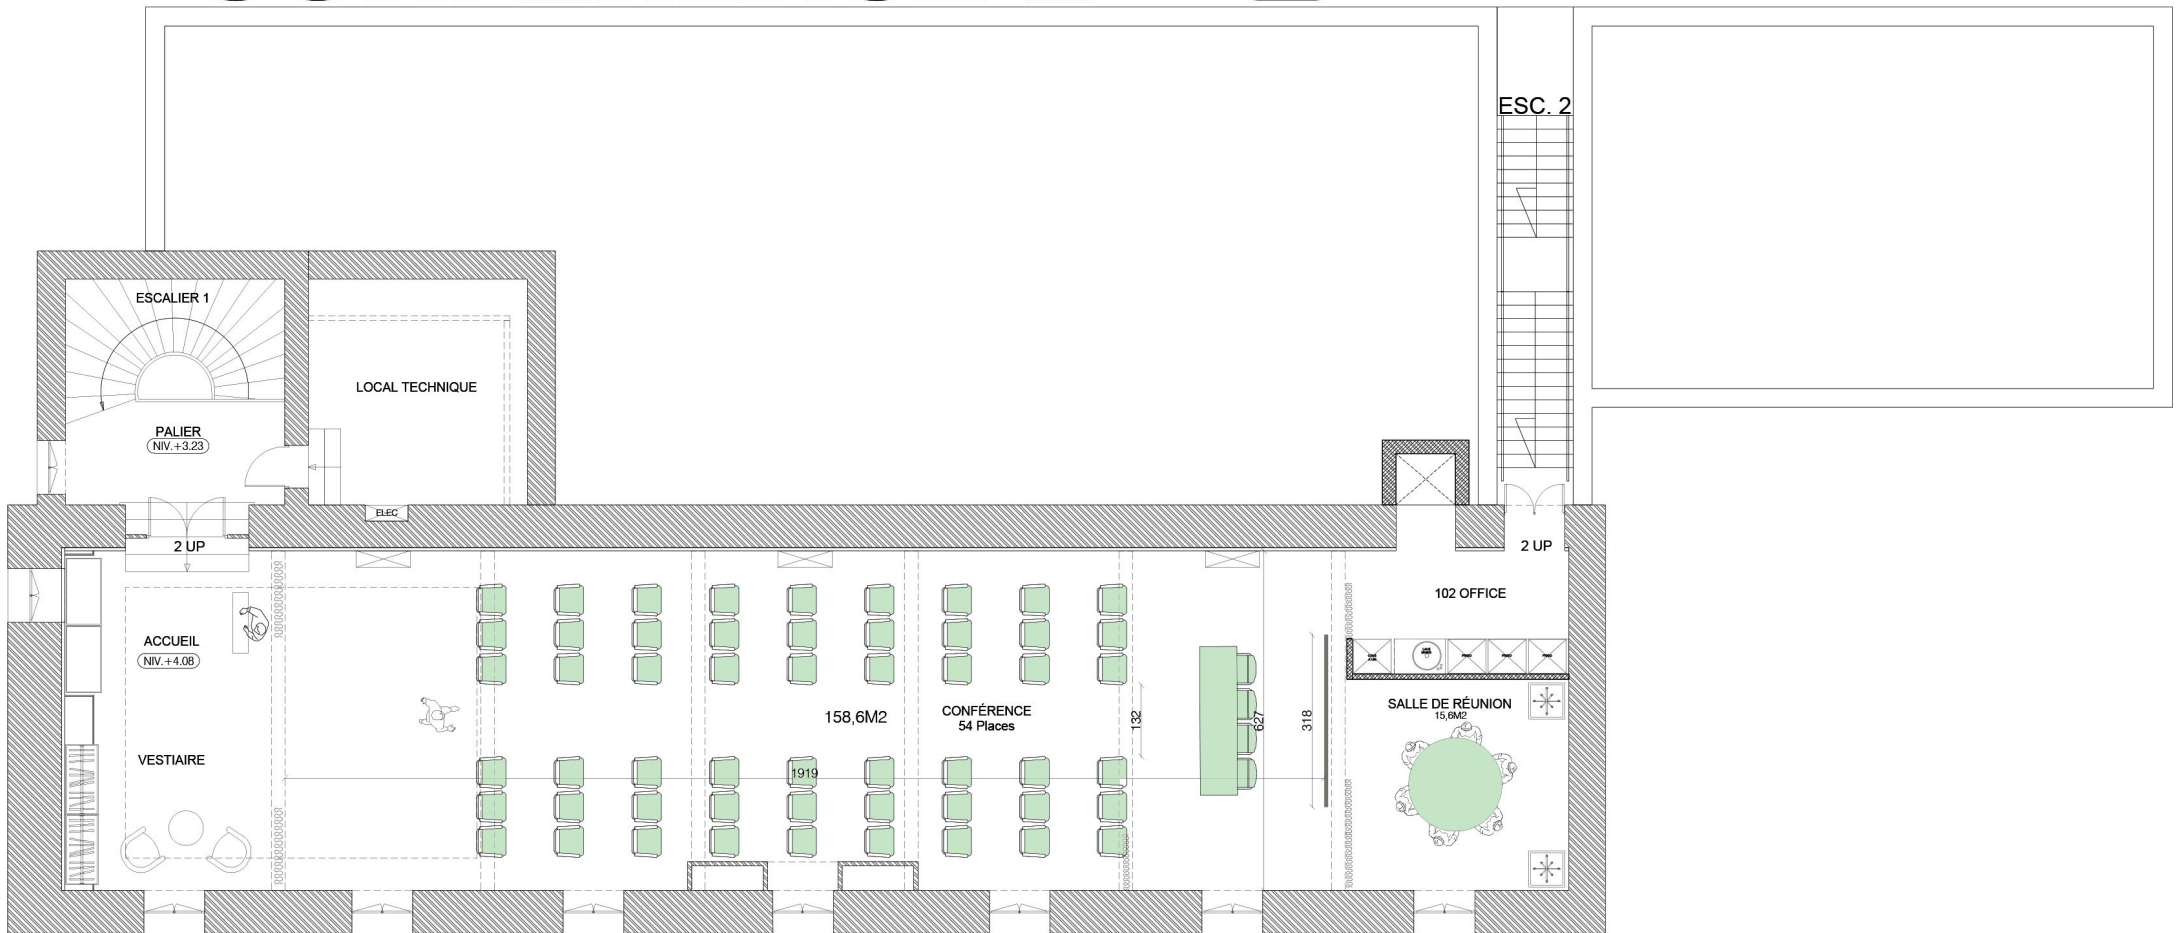 ESC. 2
ESCALIER 1
LOCAL TECHNIQUE
PALIER
NIV.+3.23
ELEC
2 UP
2 UP
102 OFFICE
ACCUEIL
NIV.+4.08
SALLE DE RÉUNION
15,6M2
158,6M2
CONFÉRENCE
54 Places
132
627
318
VESTIAIRE
1919